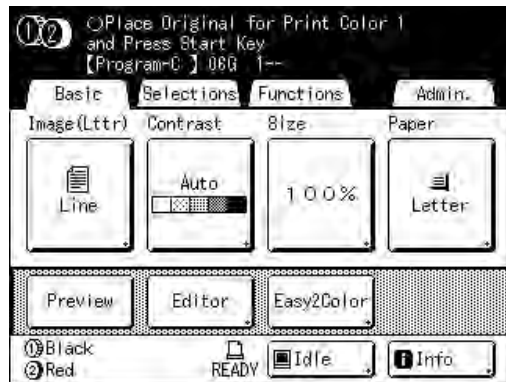 ①② ○Place Original for Print Color 1
and Press Start Key
【Program-C 】 06G 1--
Basic Selections Functions Admin.
Image(Lttr) Contrast Size Paper
Line Auto 100% Letter
Preview Editor Easy2Color
①Black
②Red READY Idle Info